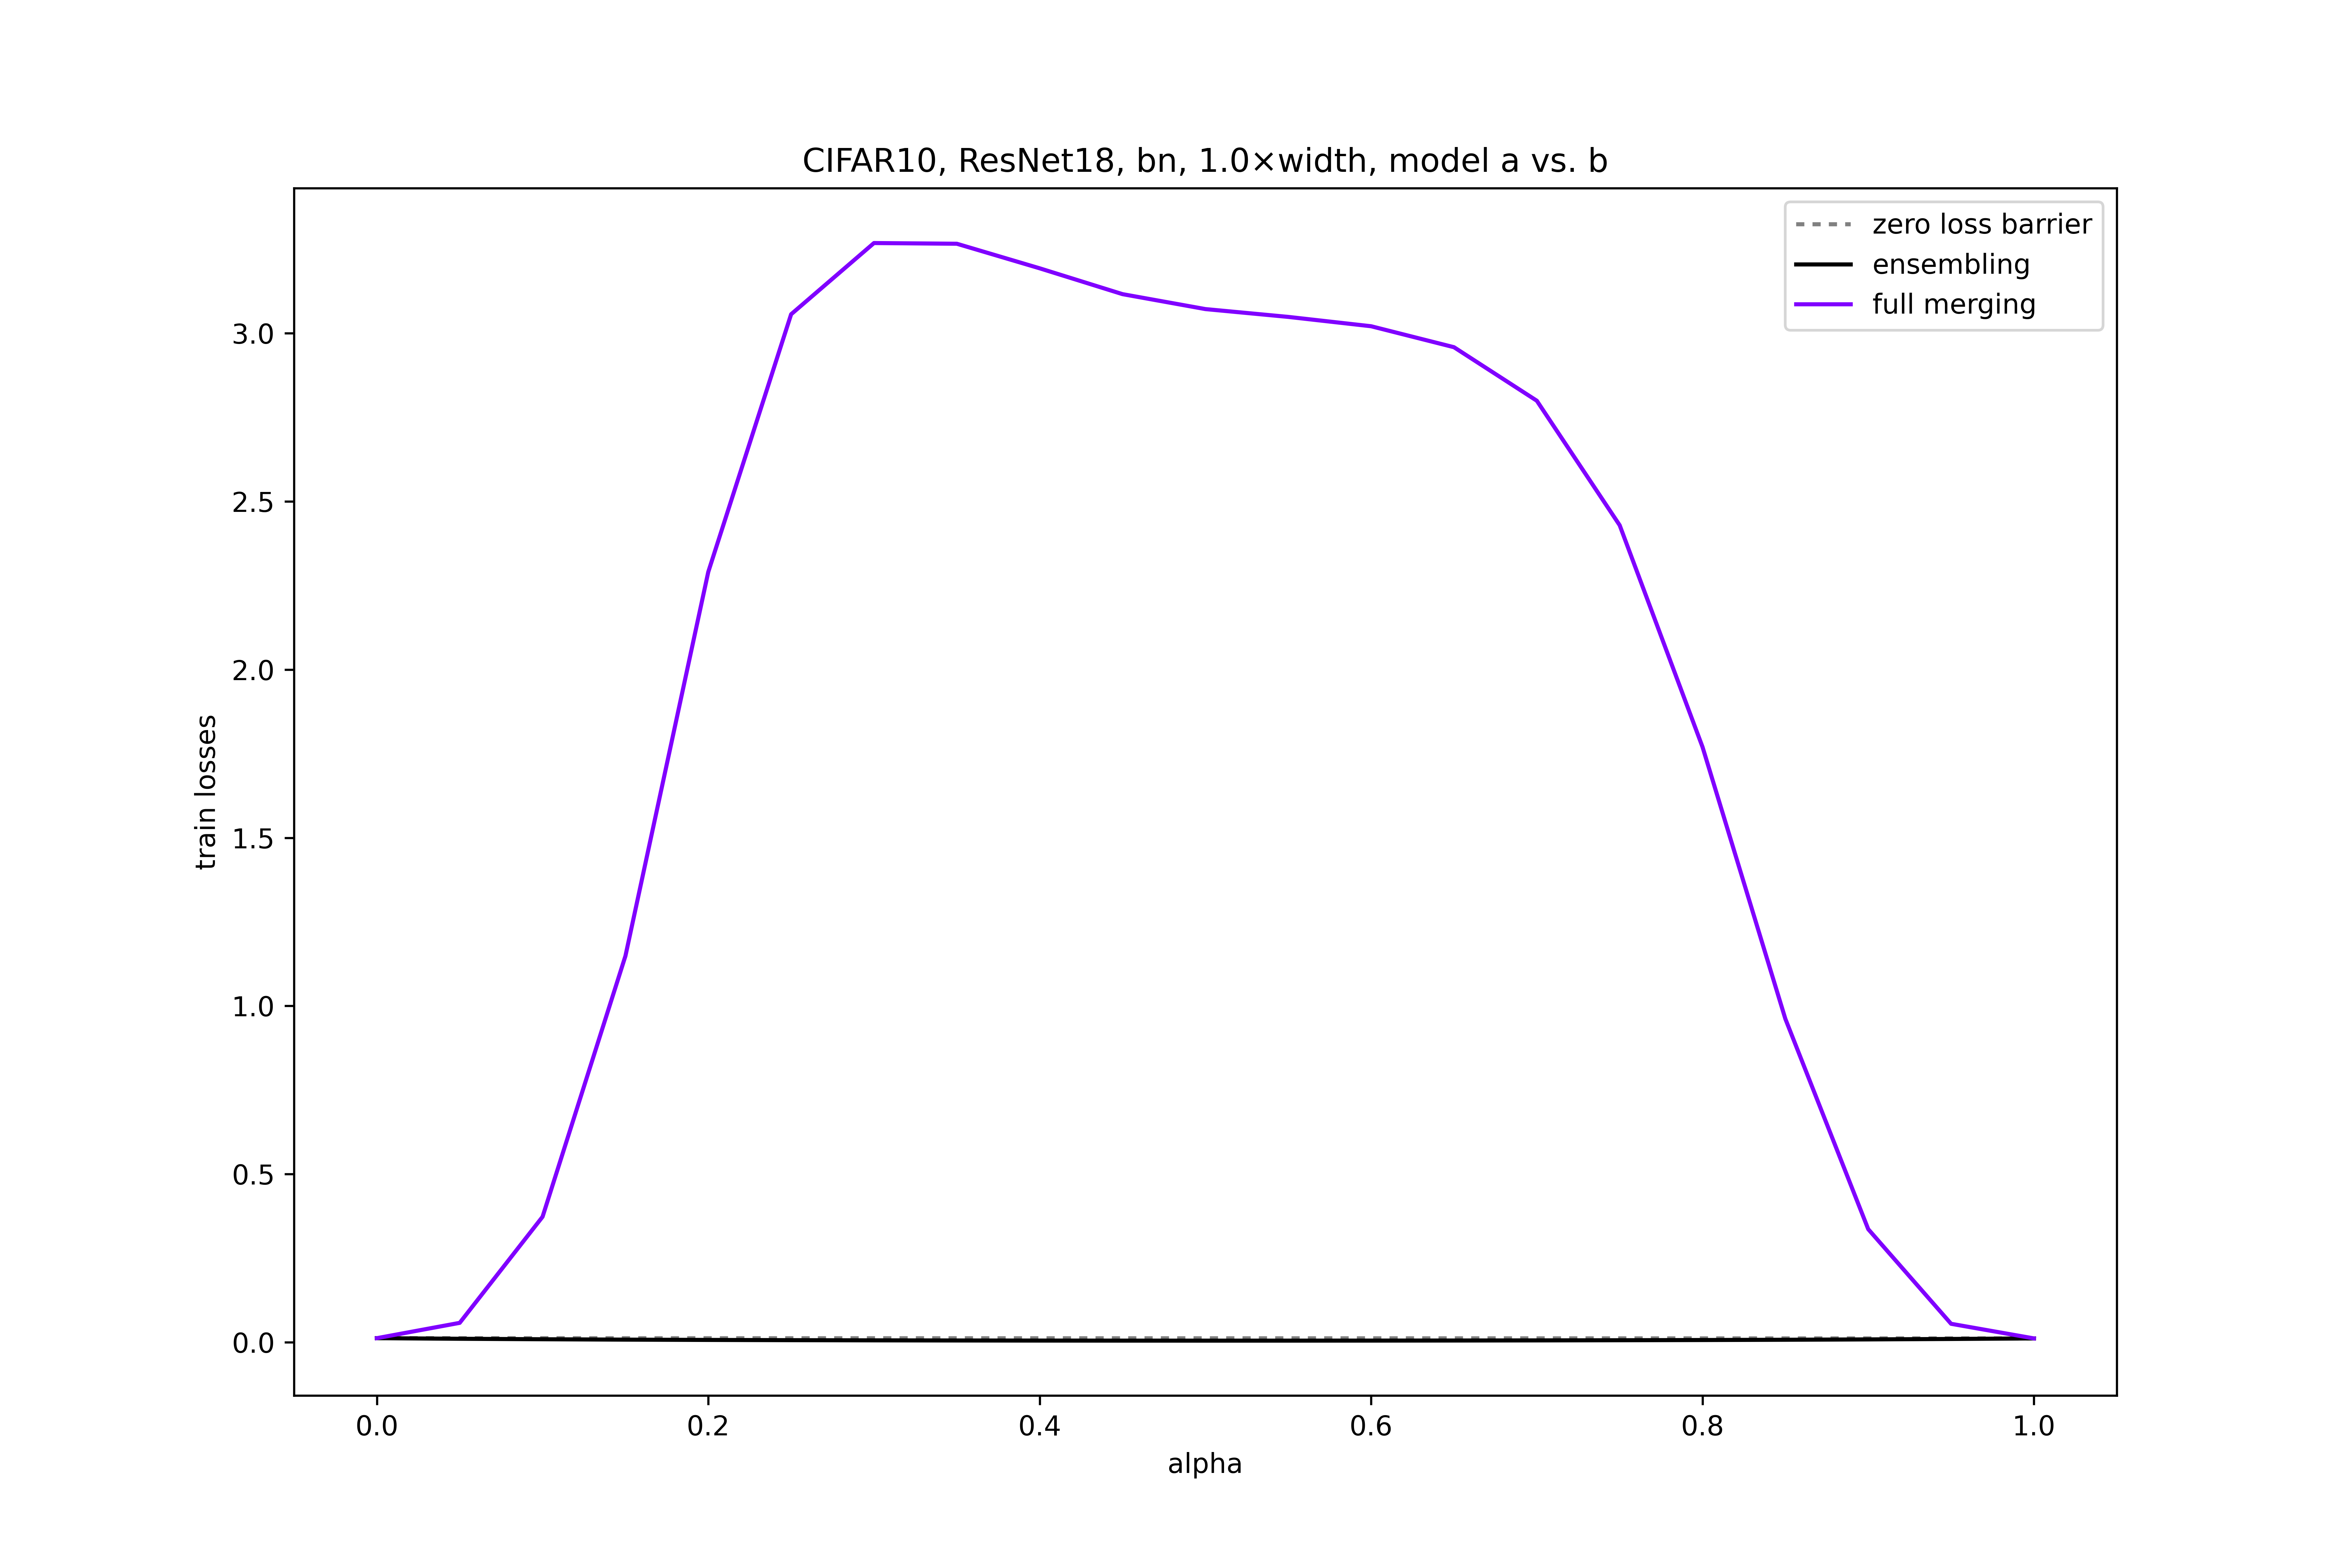 CIFAR10, ResNet18, bn, 1.0×width, model a vs. b
zero loss barrier
ensembling
full merging
train losses
3.0
2.5
2.0
1.5
1.0
0.5
0.0
0.0 0.2 0.4 0.6 0.8 1.0
alpha